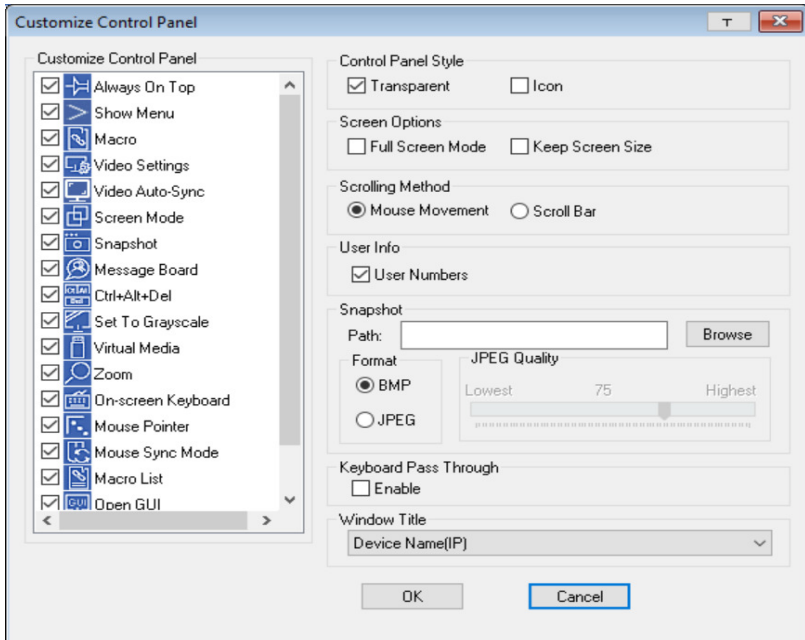 Customize Control Panel
T
Customize Control Panel
Always On Top
Show Menu
Macro
Video Settings
Video Auto-Sync
Screen Mode
Snapshot
Message Board
Ctrl+Alt+Del
Set To Grayscale
Virtual Media
Zoom
On-screen Keyboard
Mouse Pointer
Mouse Sync Mode
Macro List
GUI Open GUI
Control Panel Style
Transparent Icon
Screen Options
Full Screen Mode Keep Screen Size
Scrolling Method
Mouse Movement Scroll Bar
User Info
User Numbers
Snapshot
Path: Browse
Format
BMP
JPEG
JPEG Quality
Lowest 75 Highest
Keyboard Pass Through
Enable
Window Title
Device Name(IP)
OK Cancel